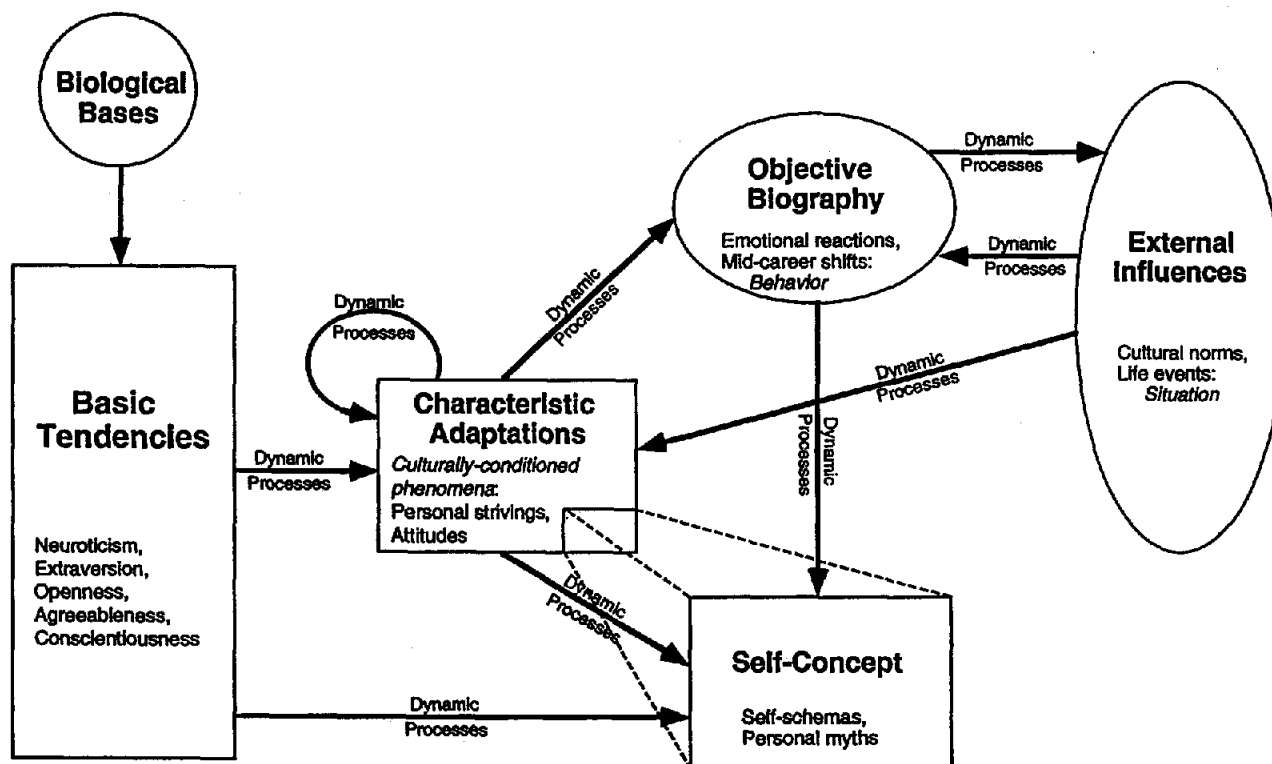 Biological
Bases
Basic
Tendencies
Neuroticism,
Extraversion,
Openness,
Agreeableness,
Conscientiousness
Dynamic
Processes
Dynamic
Processes
Dynamic
Processes
Characteristic
Adaptations
Culturally-conditioned
phenomena:
Personal strivings,
Attitudes
Dynamic
Processes
Dynamic
Processes
Objective
Biography
Emotional reactions,
Mid-career shifts:
Behavior
Dynamic
Processes
Dynamic
Processes
Dynamic
Processes
Dynamic
Processes
External
Influences
Cultural norms,
Life events:
Situation
Self-Concept
Self-schemas,
Personal myths